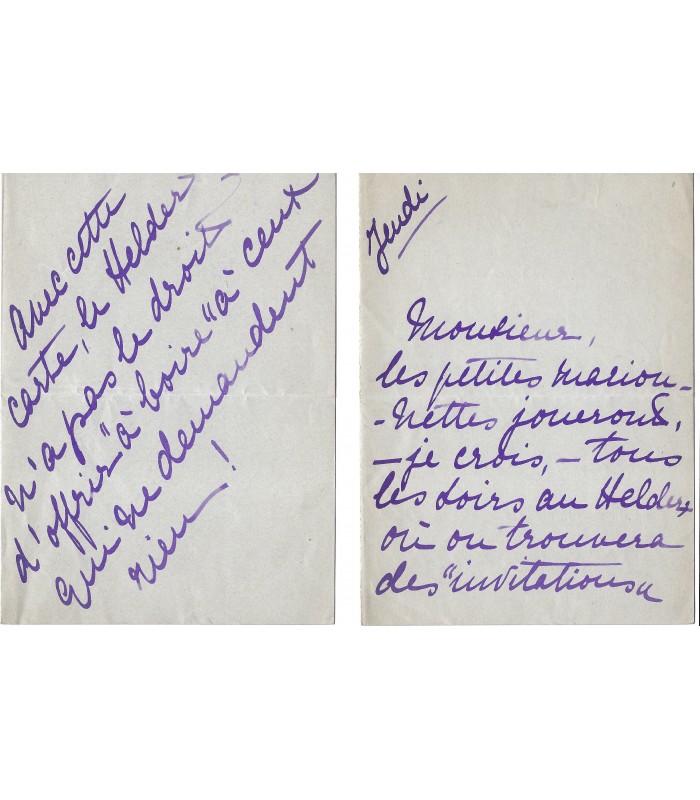 Avec cette
carte, le Helder
n'a pas le droit
d'offrir "à boire" à ceux
qui ne demandent
rien !
Jeudi
Monsieur,
les petites marion-
-nettes joueront,
-je crois,- tous
les soirs au Helder,
où on trouvera
des "invitations"